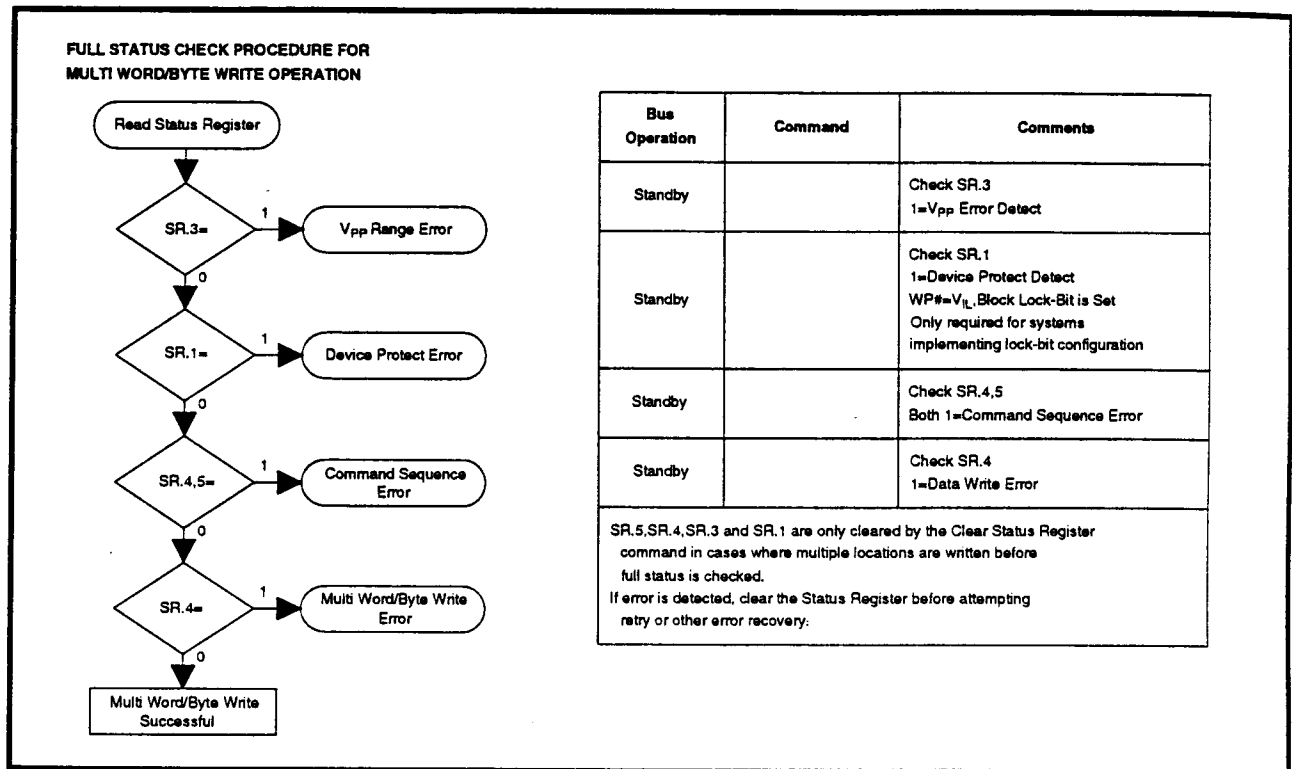 FULL STATUS CHECK PROCEDURE FOR
MULTI WORD/BYTE WRITE OPERATION
Read Status Register
SR.3=
1
VPP Range Error
0
SR.1=
1
Device Protect Error
0
SR.4,5=
1
Command Sequence
Error
0
SR.4=
1
Multi Word/Byte Write
Error
0
Multi Word/Byte Write
Successful
Bus
Operation
Command
Comments
Standby
Check SR.3
1=VPP Error Detect
Standby
Check SR.1
1=Device Protect Detect
WP#=VIL,Block Lock-Bit is Set
Only required for systems
implementing lock-bit configuration
Standby
Check SR.4,5
Both 1=Command Sequence Error
Standby
Check SR.4
1=Data Write Error
SR.5,SR.4,SR.3 and SR.1 are only cleared by the Clear Status Register
command in cases where multiple locations are written before
full status is checked.
If error is detected, clear the Status Register before attempting
retry or other error recovery.